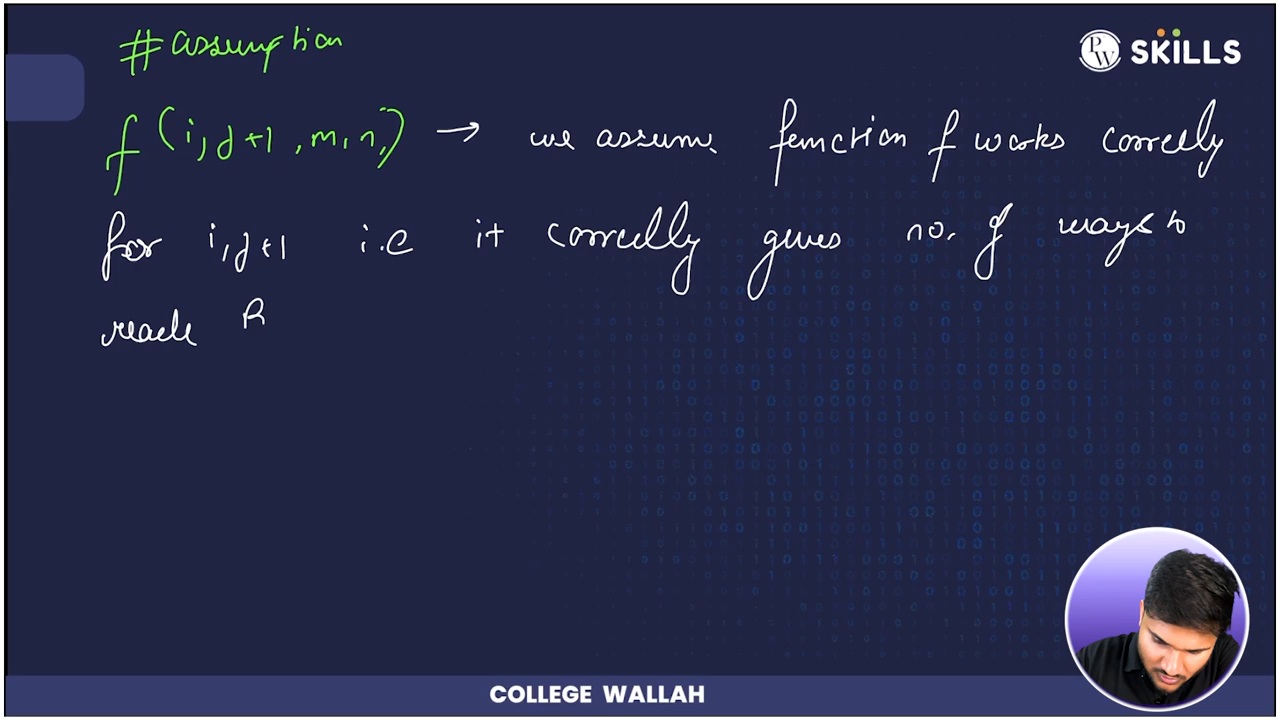 # assumption
PW SKILLS
f (i, j+1, m, n,) → we assume function f works correctly
for i, j+1 i.e it correctly gives no. of ways to
reach B
COLLEGE WALLAH